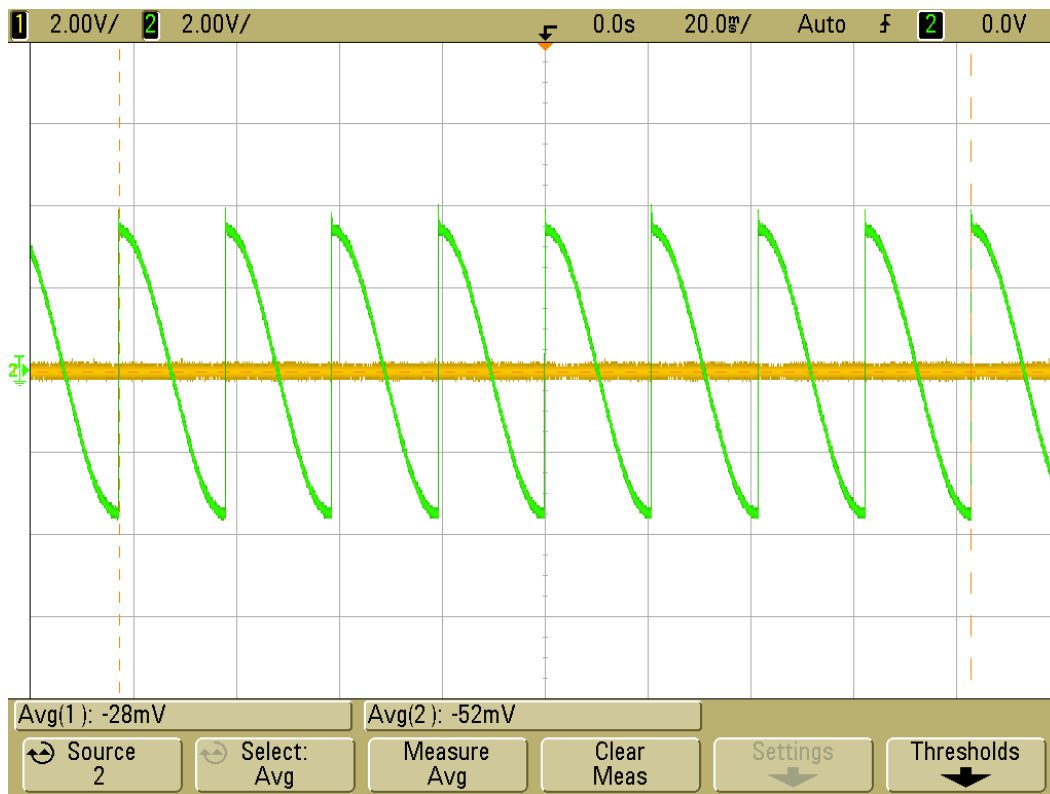 1 2.00V/ 2 2.00V/ 0.0s 20.0ms/ Auto 2 0.0V
2
Avg(1): -28mV Avg(2): -52mV
Source Select: Measure Clear Settings Thresholds
2 Avg Avg Meas